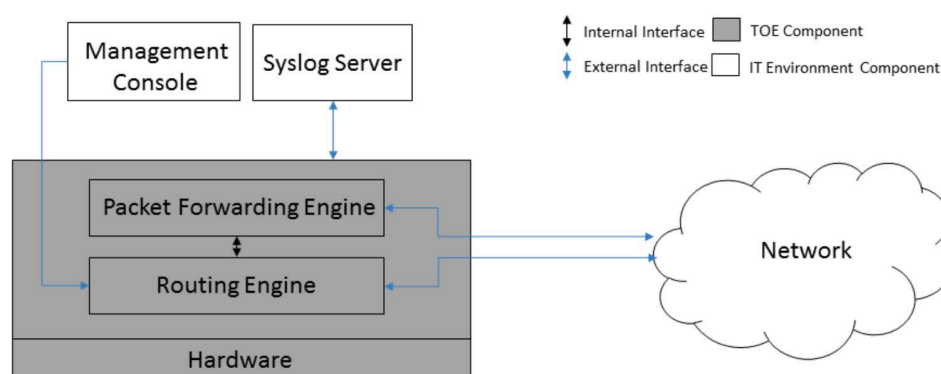 Management
Console
Syslog Server
Internal Interface
TOE Component
External Interface
IT Environment Component
Packet Forwarding Engine
Routing Engine
Hardware
Network